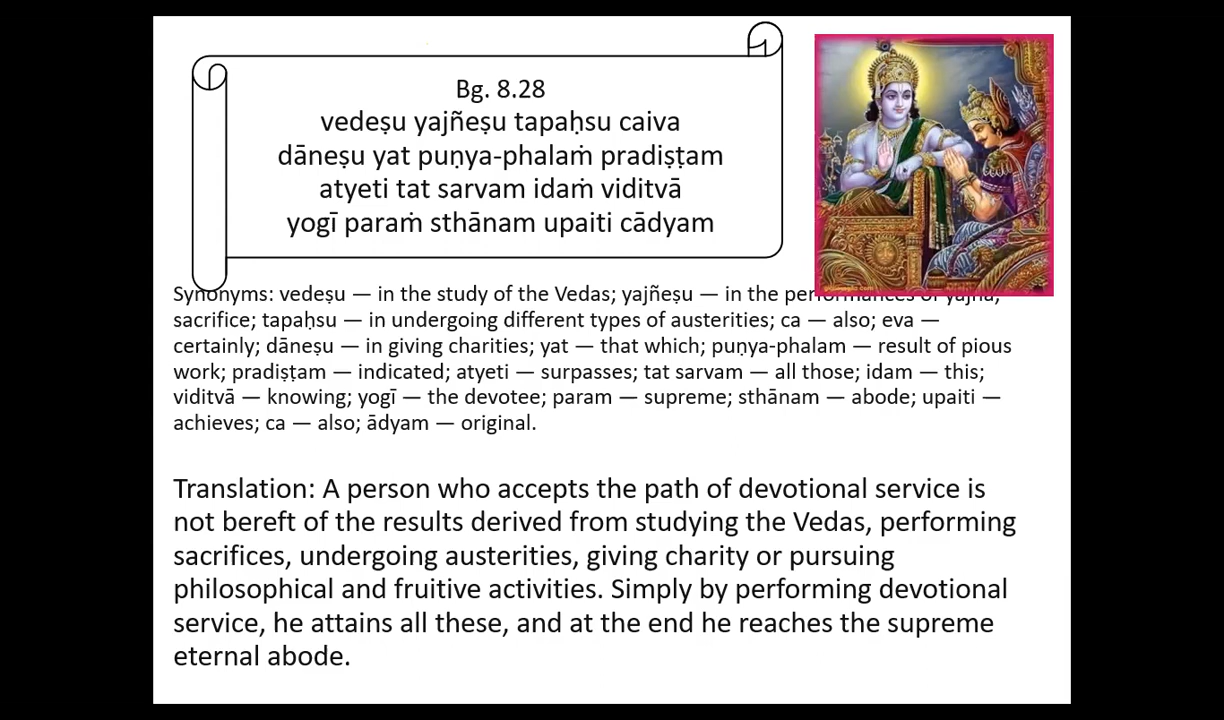 Bg. 8.28
vedeṣu yajñeṣu tapaḥsu caiva
dāneṣu yat puṇya-phalaṁ pradiṣṭam
atyeti tat sarvam idaṁ viditvā
yogī paraṁ sthānam upaiti cādyam
Synonyms: vedeṣu — in the study of the Vedas; yajñeṣu — in the performances of yajña,
sacrifice; tapaḥsu — in undergoing different types of austerities; ca — also; eva —
certainly; dāneṣu — in giving charities; yat — that which; puṇya-phalam — result of pious
work; pradiṣṭam — indicated; atyeti — surpasses; tat sarvam — all those; idam — this;
viditvā — knowing; yogī — the devotee; param — supreme; sthānam — abode; upaiti —
achieves; ca — also; ādyam — original.
Translation: A person who accepts the path of devotional service is
not bereft of the results derived from studying the Vedas, performing
sacrifices, undergoing austerities, giving charity or pursuing
philosophical and fruitive activities. Simply by performing devotional
service, he attains all these, and at the end he reaches the supreme
eternal abode.